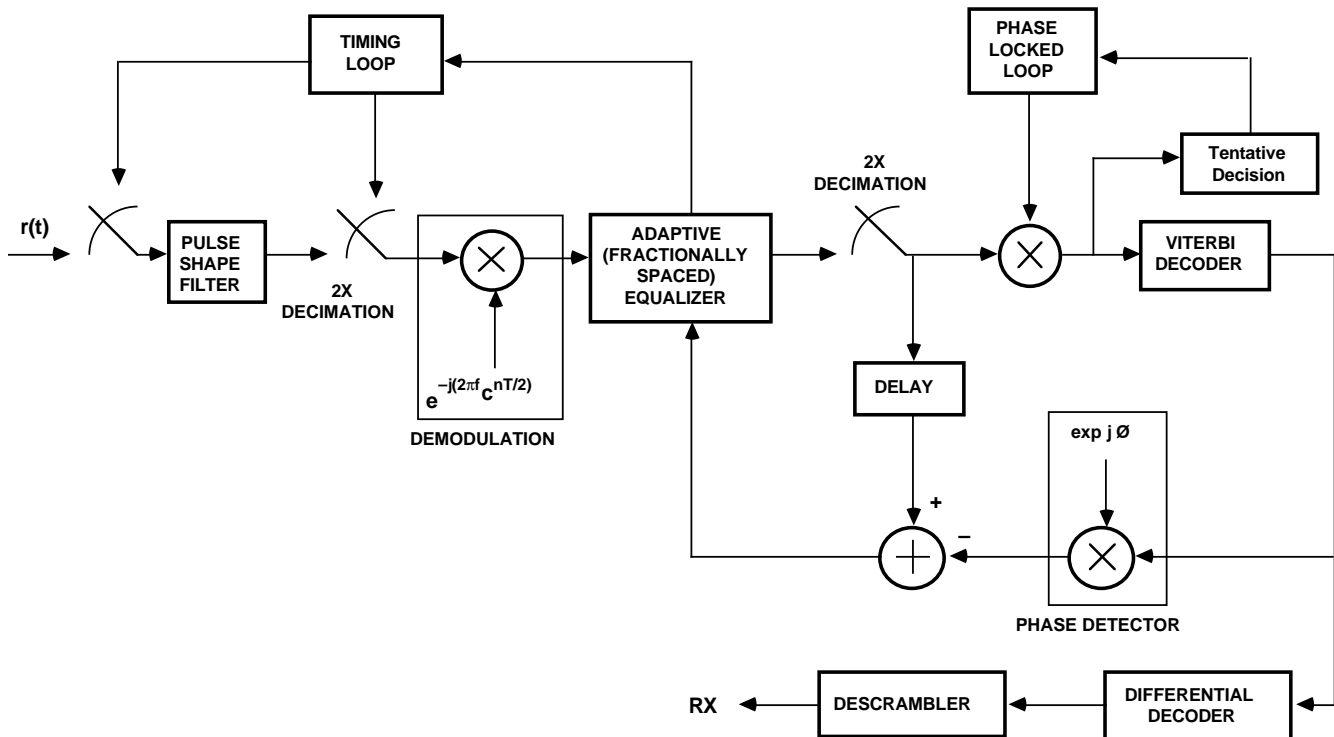 TIMING
LOOP
PHASE
LOCKED
LOOP
2X
DECIMATION
Tentative
Decision
r(t)
PULSE
SHAPE
FILTER
2X
DECIMATION
ADAPTIVE
(FRACTIONALLY
SPACED)
EQUALIZER
VITERBI
DECODER
e–j(2πfcnT/2)
DEMODULATION
DELAY
exp j Ø
+
–
PHASE DETECTOR
RX
DESCRAMBLER
DIFFERENTIAL
DECODER